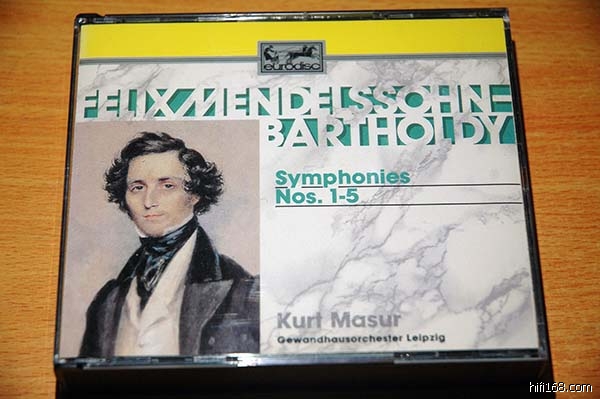 eurodisc
FELIX MENDELSSOHN-
BARTHOLDY
Symphonies
Nos. 1-5
Kurt Masur
Gewandhausorchester Leipzig
hifi168.com